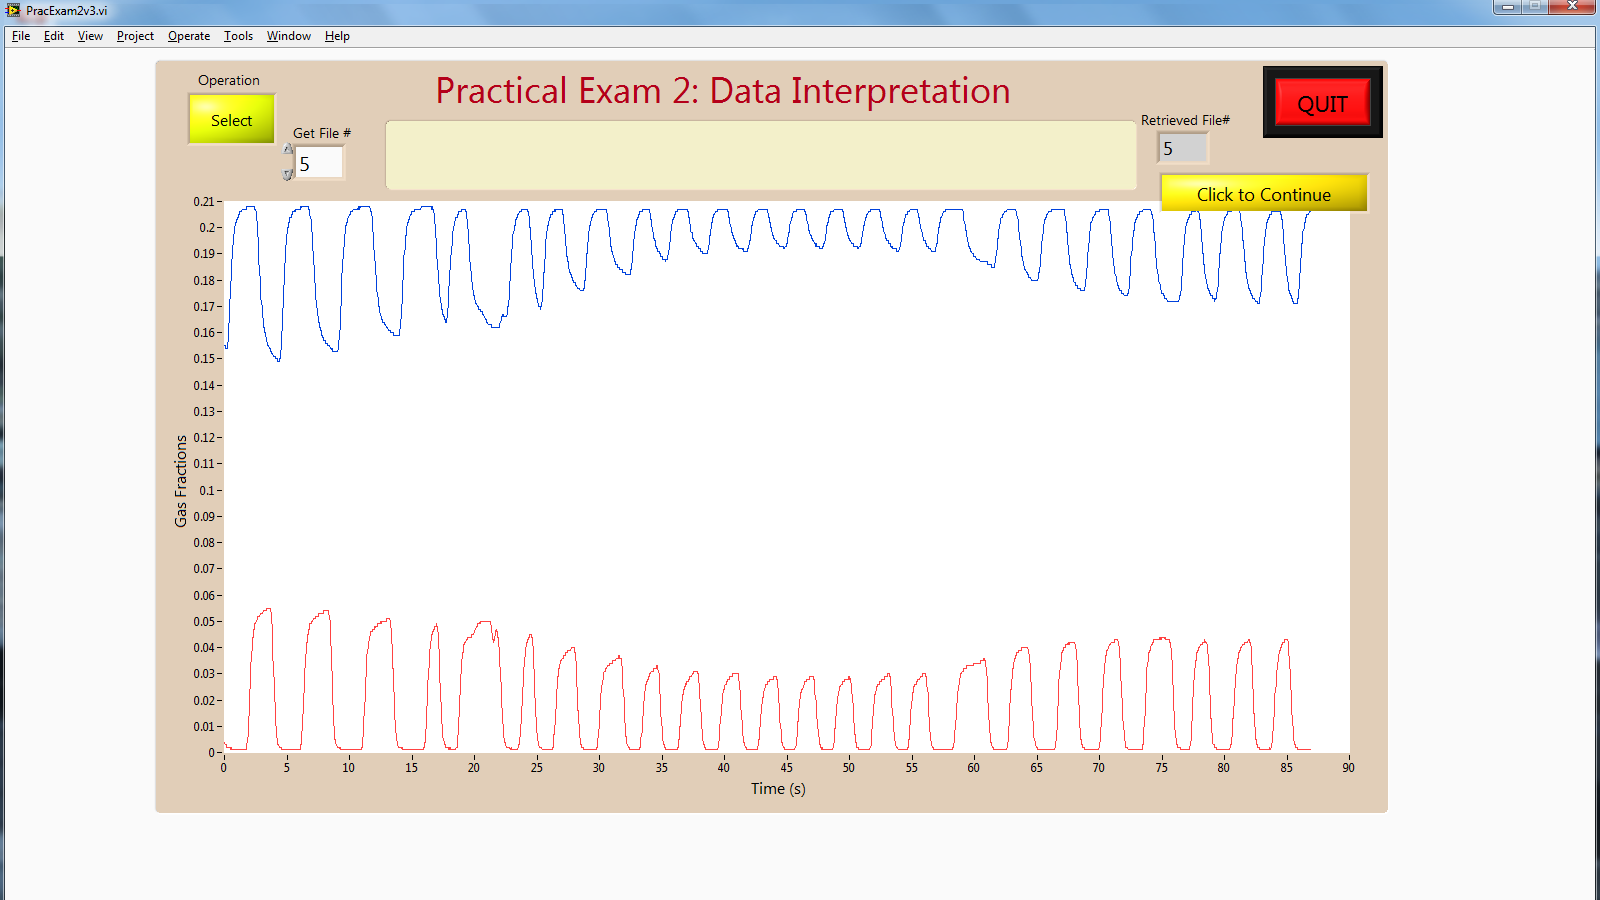 PracExam2v3.vi
File Edit View Project Operate Tools Window Help
Operation
Practical Exam 2: Data Interpretation
QUIT
Select
Get File #
Retrieved File#
5
5
Click to Continue
0.21
0.2
0.19
0.18
0.17
0.16
0.15
0.14
0.13
0.12
0.11
0.1
0.09
0.08
0.07
0.06
0.05
0.04
0.03
0.02
0.01
0
Gas Fractions
0 5 10 15 20 25 30 35 40 45 50 55 60 65 70 75 80 85 90
Time (s)